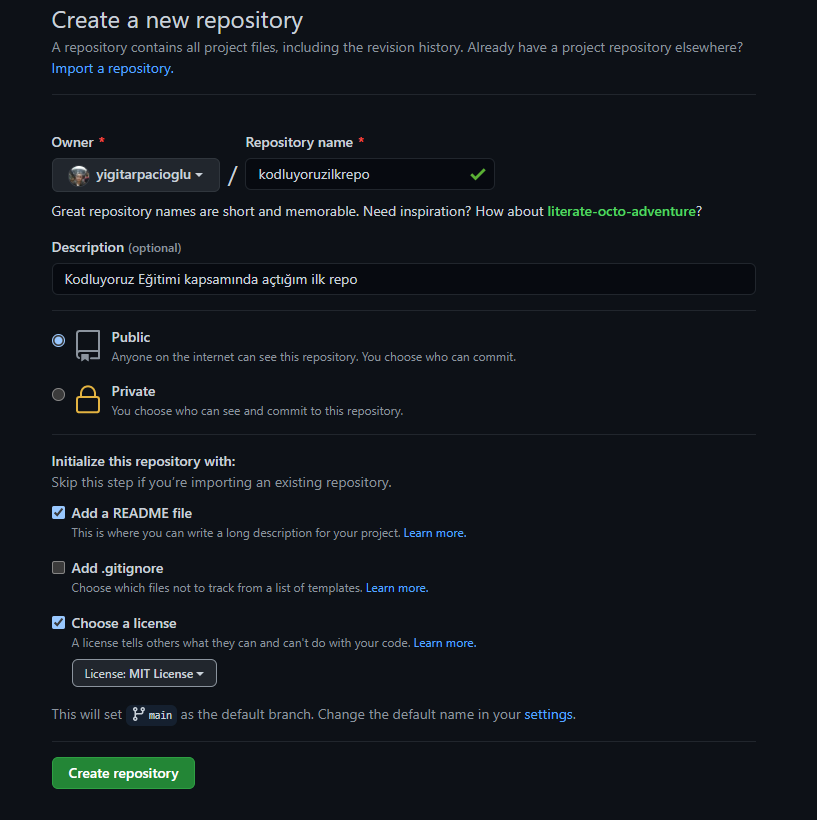 Create a new repository
A repository contains all project files, including the revision history. Already have a project repository elsewhere?
Import a repository.
Owner * Repository name *
yigitarpacioglu / kodluyoruzilkrepo
Great repository names are short and memorable. Need inspiration? How about literate-octo-adventure?
Description (optional)
Kodluyoruz Eğitimi kapsamında açtığım ilk repo
Public
Anyone on the internet can see this repository. You choose who can commit.
Private
You choose who can see and commit to this repository.
Initialize this repository with:
Skip this step if you're importing an existing repository.
Add a README file
This is where you can write a long description for your project. Learn more.
Add .gitignore
Choose which files not to track from a list of templates. Learn more.
Choose a license
A license tells others what they can and can't do with your code. Learn more.
License: MIT License
This will set main as the default branch. Change the default name in your settings.
Create repository